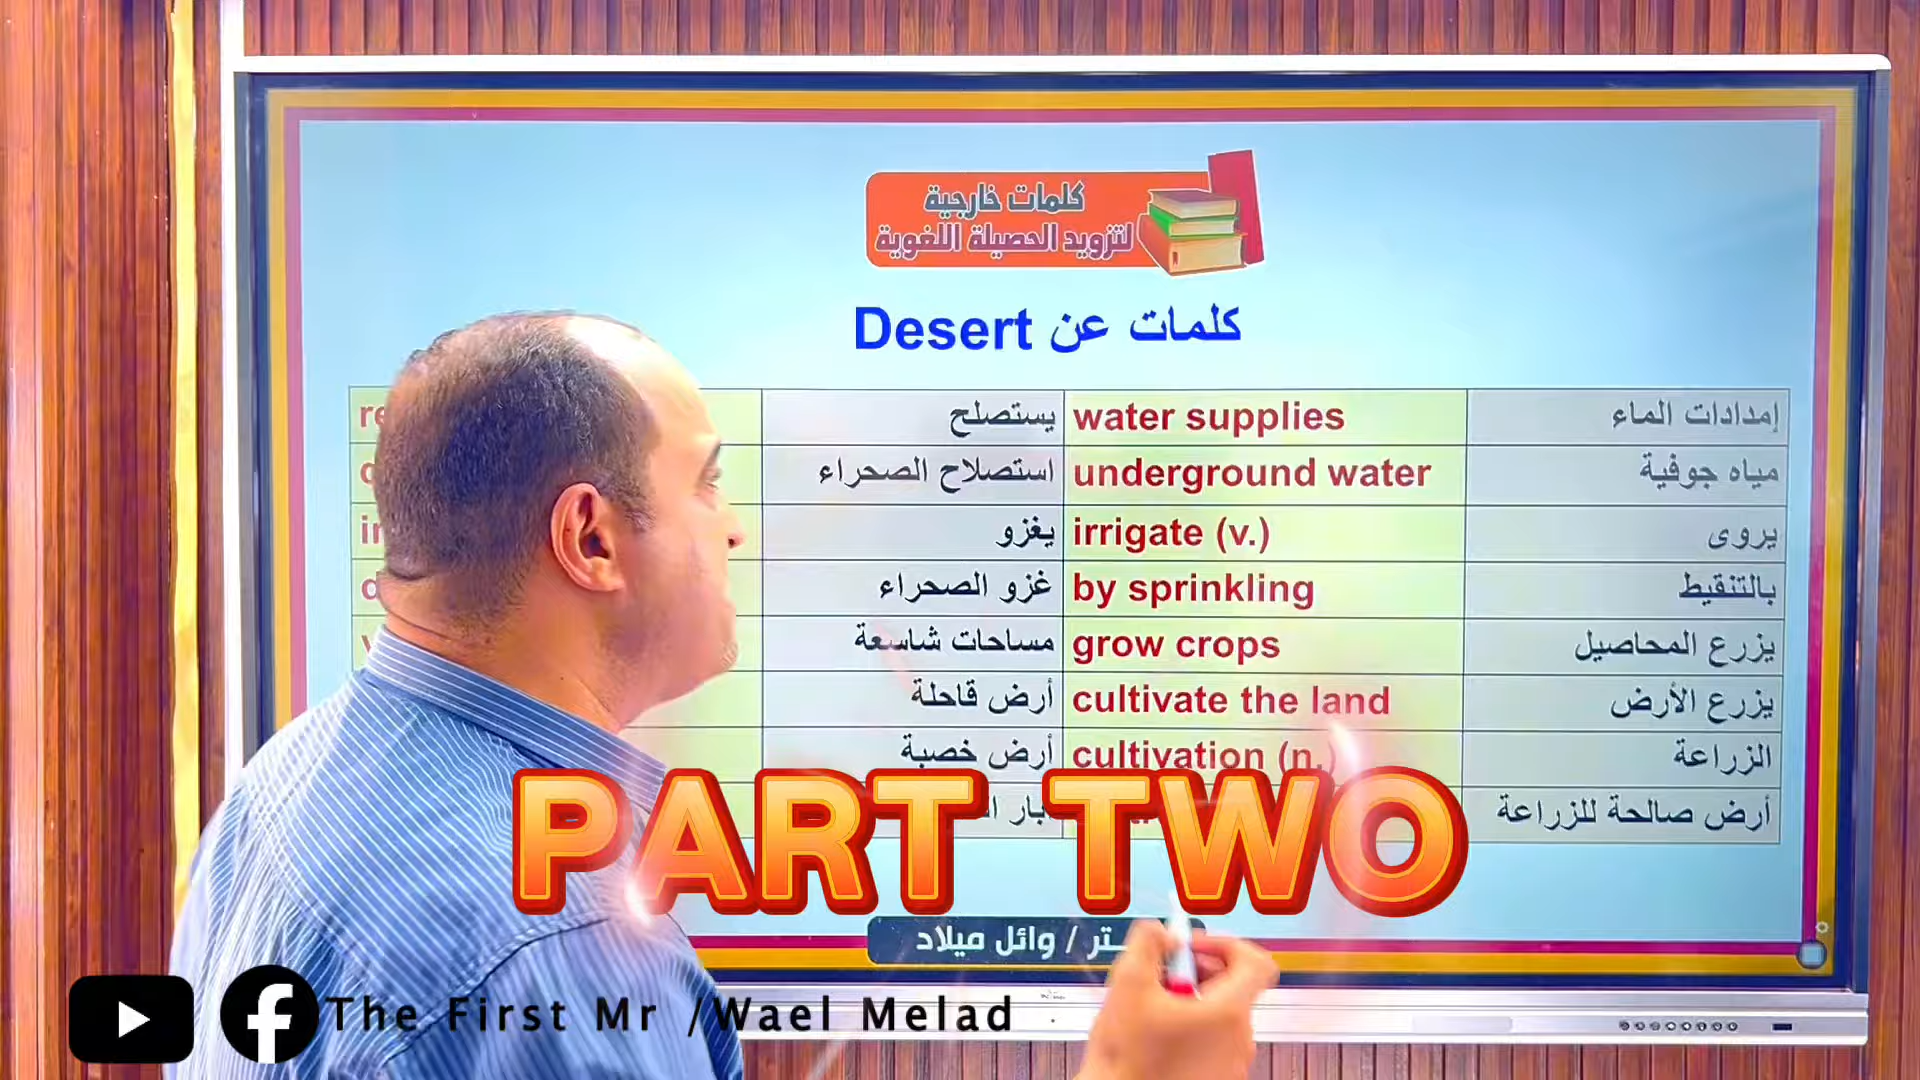 كلمات خارجية
لتزويد الحصيلة اللغوية
كلمات عن Desert
يستصلح water supplies إمدادات الماء
استصلاح الصحراء underground water مياه جوفية
يغزو irrigate (v.) يروى
غزو الصحراء by sprinkling بالتنقيط
مساحات شاسعة grow crops يزرع المحاصيل
أرض قاحلة cultivate the land يزرع الأرض
أرض خصبة cultivation (n.) الزراعة
أرض صالحة للزراعة
PART TWO
/ وائل ميلاد
The First Mr /Wael Melad